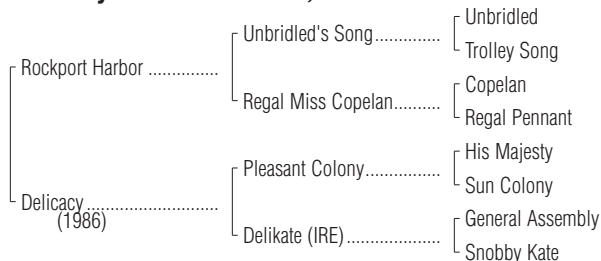 Unbridled
Unbridled's Song..............
Trolley Song
Rockport Harbor ...............
Copelan
Regal Miss Copelan..........
Regal Pennant
His Majesty
Pleasant Colony................
Sun Colony
Delicacy............................
(1986)
General Assembly
Delikate (IRE)....................
Snobby Kate